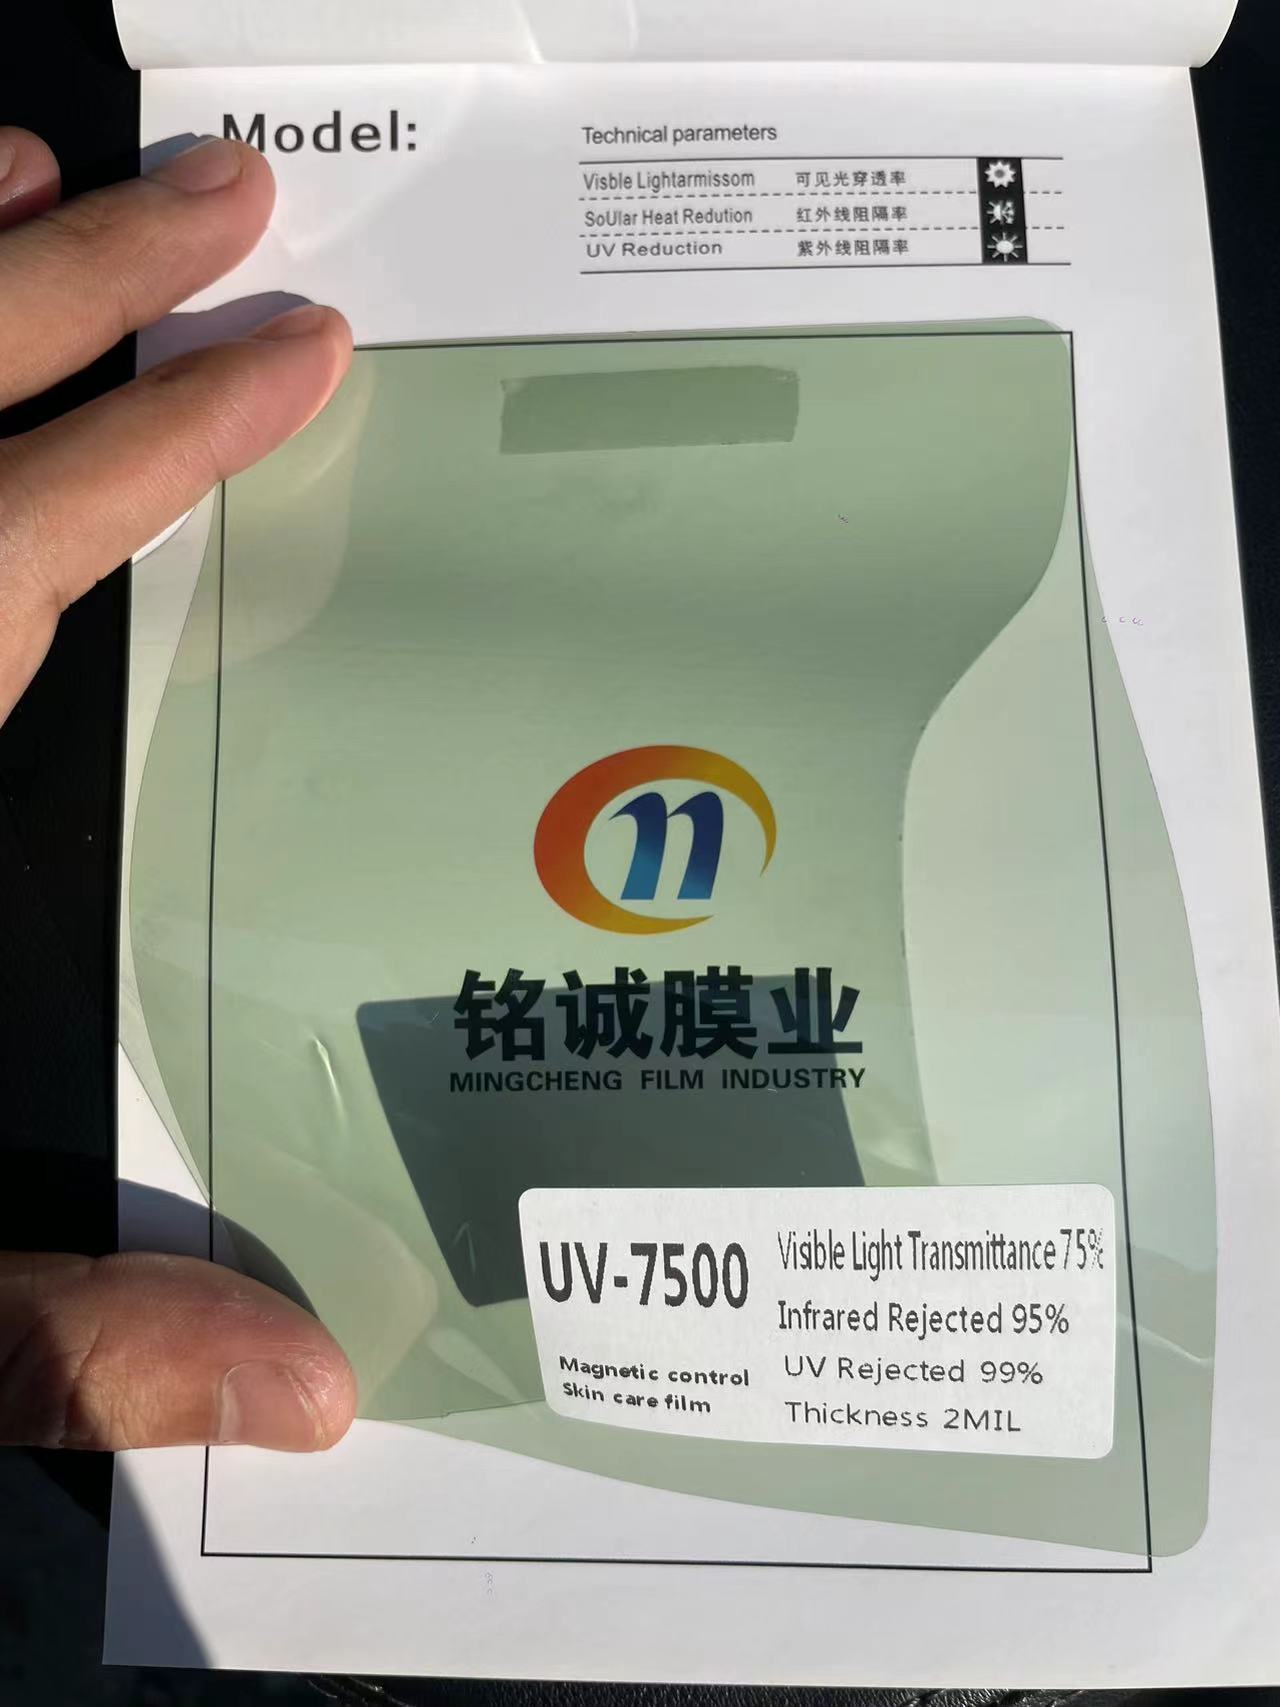 Model:
Technical parameters
Visble Lightarmissom 可见光穿透率
SoUlar Heat Redution 红外线阻隔率
UV Reduction 紫外线阻隔率
铭诚膜业
MINGCHENG FILM INDUSTRY
UV-7500
Magnetic control
Skin care film
Visible Light Transmittance 75%
Infrared Rejected 95%
UV Rejected 99%
Thickness 2MIL